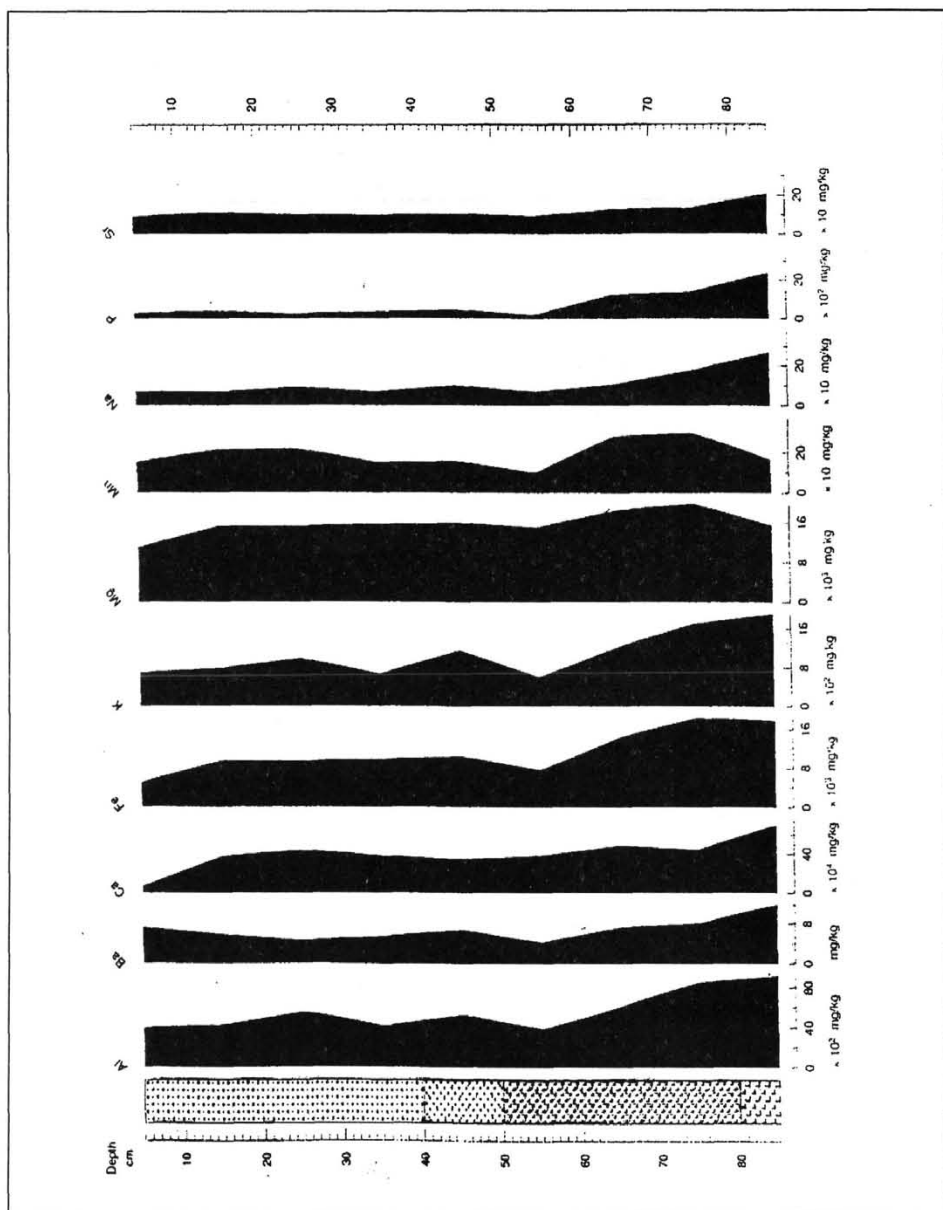 10 20 30 40 50 60 70 80
Sr
0 20
× 10 mg/kg
P
0 20
× 10² mg/kg
Na
0 20
× 10 mg/kg
Mn
0 20
× 10 mg/kg
Mg
0 8 16
× 10³ mg/kg
K
0 8 16
× 10² mg/kg
Fe
0 8 16
× 10³ mg/kg
Ca
0 40
× 10⁴ mg/kg
Ba
0 8
mg/kg
Al
0 40 80
× 10² mg/kg
Depth
cm
10 20 30 40 50 60 70 80